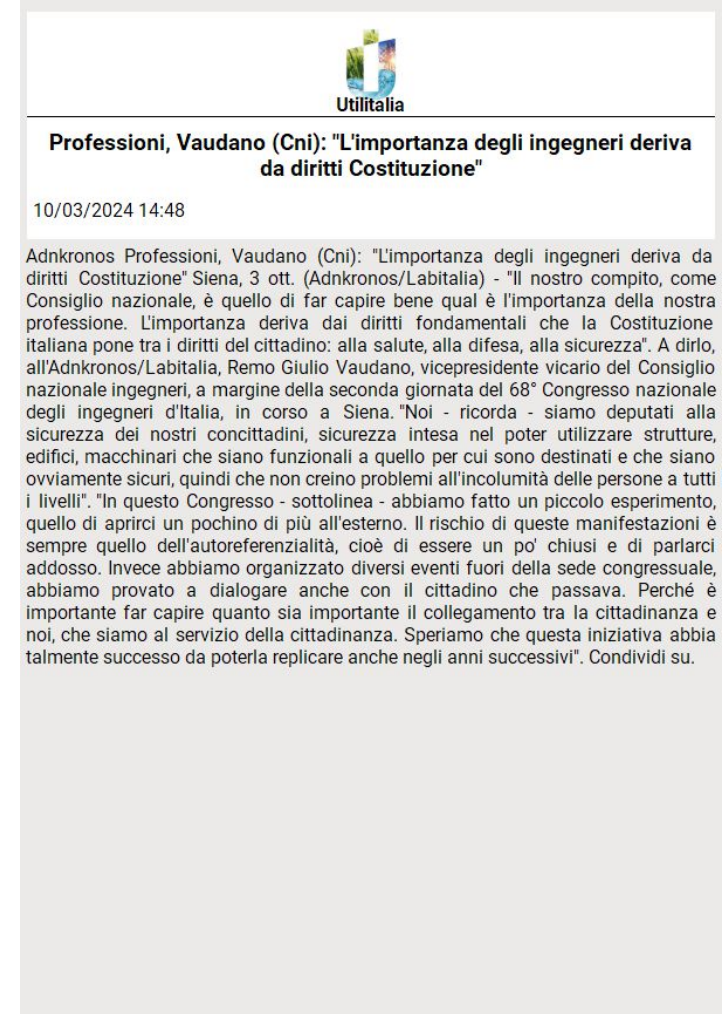 Utilitalia
Professioni, Vaudano (Cni): "L'importanza degli ingegneri deriva
da diritti Costituzione"
10/03/2024 14:48
Adnkronos Professioni, Vaudano (Cni): "L'importanza degli ingegneri deriva da
diritti Costituzione" Siena, 3 ott. (Adnkronos/Labitalia) - "Il nostro compito, come
Consiglio nazionale, è quello di far capire bene qual è l'importanza della nostra
professione. L'importanza deriva dai diritti fondamentali che la Costituzione
italiana pone tra i diritti del cittadino: alla salute, alla difesa, alla sicurezza". A dirlo,
all'Adnkronos/Labitalia, Remo Giulio Vaudano, vicepresidente vicario del Consiglio
nazionale ingegneri, a margine della seconda giornata del 68° Congresso nazionale
degli ingegneri d'Italia, in corso a Siena. "Noi - ricorda - siamo deputati alla
sicurezza dei nostri concittadini, sicurezza intesa nel poter utilizzare strutture,
edifici, macchinari che siano funzionali a quello per cui sono destinati e che siano
ovviamente sicuri, quindi che non creino problemi all'incolumità delle persone a tutti
i livelli". "In questo Congresso - sottolinea - abbiamo fatto un piccolo esperimento,
quello di aprirci un pochino di più all'esterno. Il rischio di queste manifestazioni è
sempre quello dell'autoreferenzialità, cioè di essere un po' chiusi e di parlarci
addosso. Invece abbiamo organizzato diversi eventi fuori della sede congressuale,
abbiamo provato a dialogare anche con il cittadino che passava. Perché è
importante far capire quanto sia importante il collegamento tra la cittadinanza e
noi, che siamo al servizio della cittadinanza. Speriamo che questa iniziativa abbia
talmente successo da poterla replicare anche negli anni successivi". Condividi su.